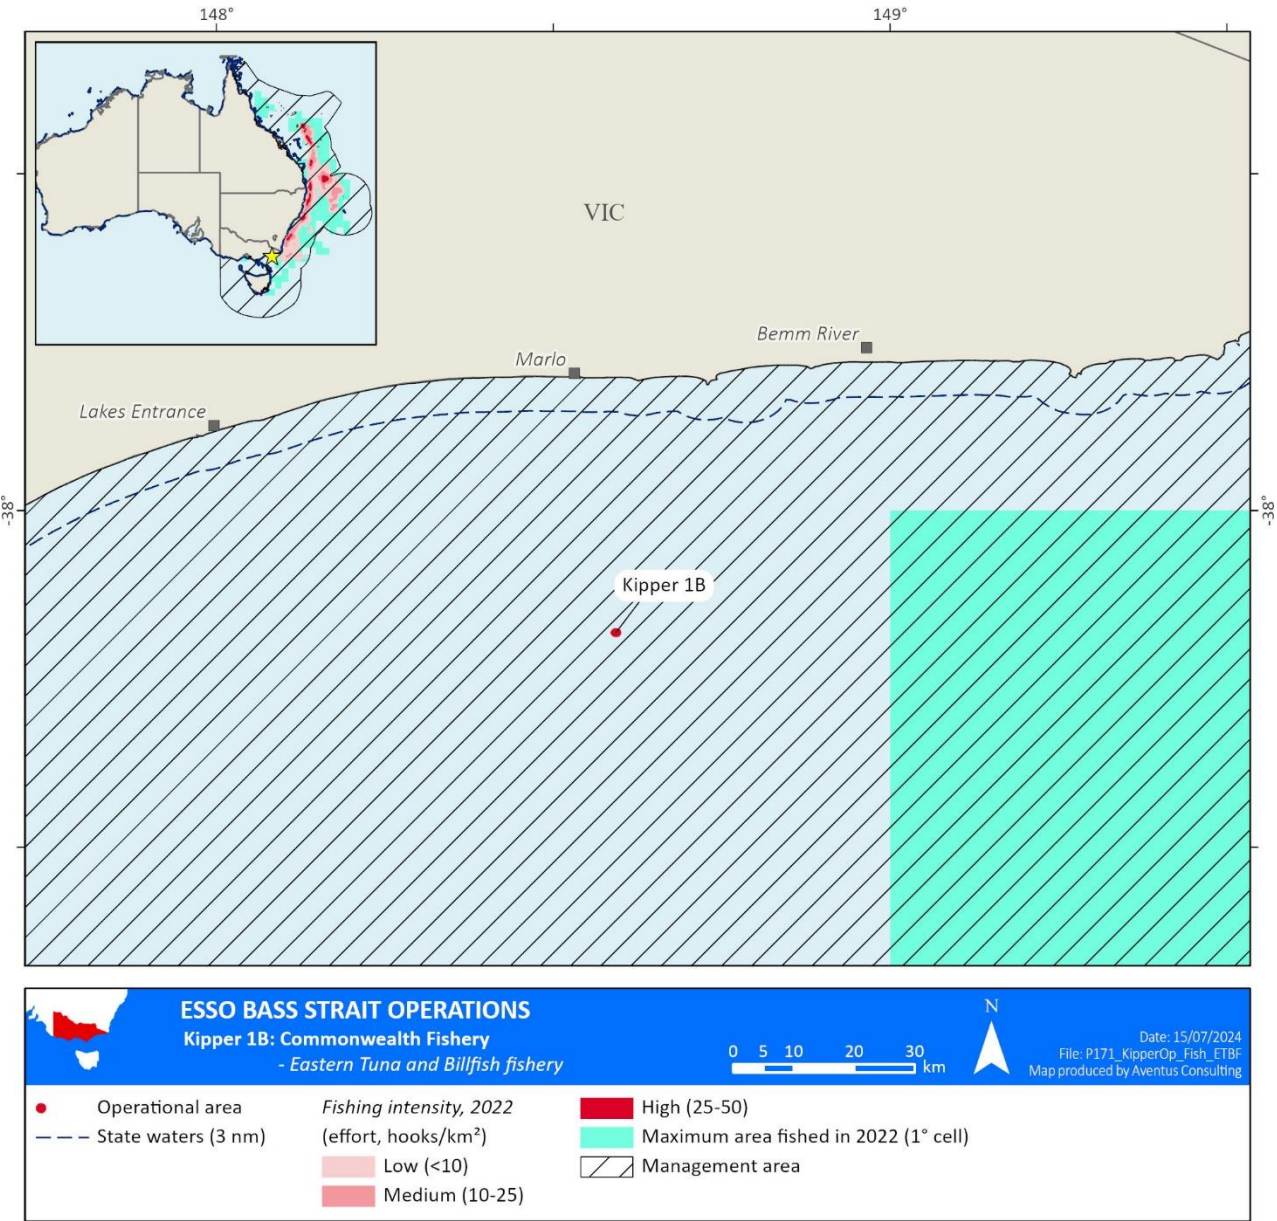 148°
149°
VIC
Bemm River
Marlo
Lakes Entrance
-38°
-38°
Kipper 1B
ESSO BASS STRAIT OPERATIONS
Kipper 1B: Commonwealth Fishery
- Eastern Tuna and Billfish fishery
0 5 10 20 30
km
N
Date: 15/07/2024
File: P171_KipperOp_Fish_ETBF
Map produced by Aventus Consulting
Operational area
State waters (3 nm)
Fishing intensity, 2022
(effort, hooks/km²)
Low (<10)
Medium (10-25)
High (25-50)
Maximum area fished in 2022 (1° cell)
Management area